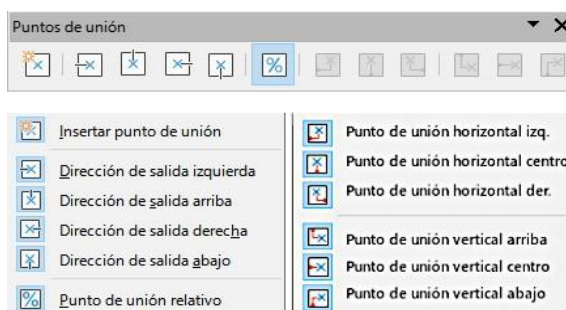 Puntos de unión
Insertar punto de unión
Dirección de salida izquierda
Dirección de salida arriba
Dirección de salida derecha
Dirección de salida abajo
Punto de unión relativo
Punto de unión horizontal izq.
Punto de unión horizontal centro
Punto de unión horizontal der.
Punto de unión vertical arriba
Punto de unión vertical centro
Punto de unión vertical abajo